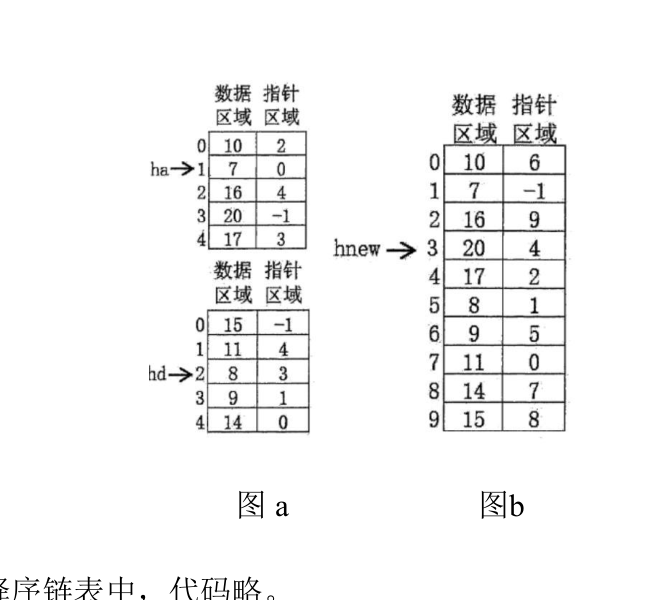 数据 指针
区域 区域
0 10 2
ha→1 7 0
2 16 4
3 20 -1
4 17 3
数据 指针
区域 区域
0 15 -1
1 11 4
hd→2 8 3
3 9 1
4 14 0
图 a
数据 指针
区域 区域
0 10 6
1 7 -1
2 16 9
hnew→3 20 4
4 17 2
5 8 1
6 9 5
7 11 0
8 14 7
9 15 8
图b
序链表中，代码略。